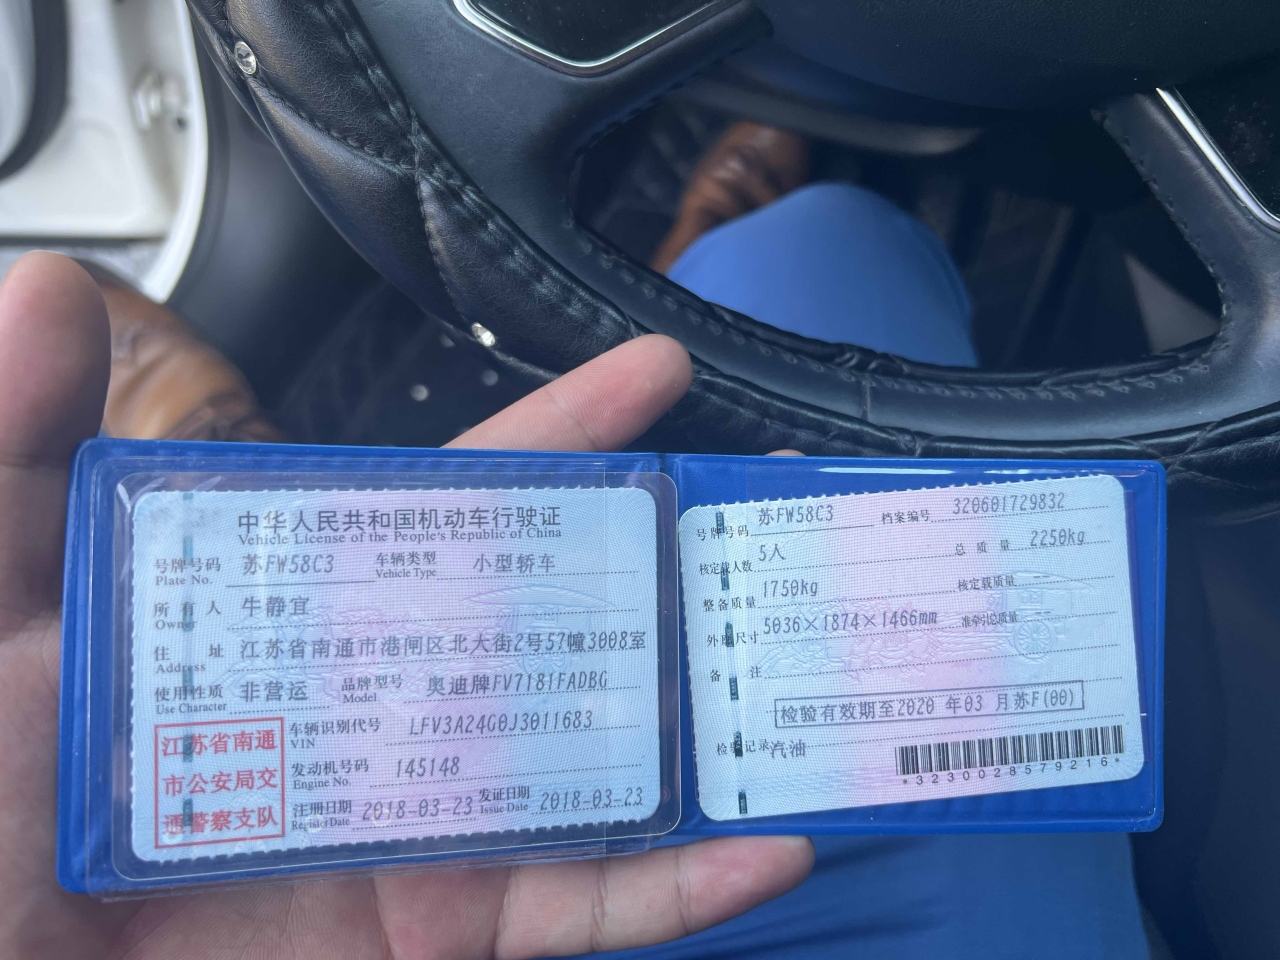 中华人民共和国机动车行驶证
Vehicle License of the People's Republic of China
号牌号码 苏FW58C3 车辆类型 小型轿车
Plate No. Vehicle Type
所有人 牛静宜
Owner
住址 江苏省南通市港闸区北大街2号57幢3008室
Address
使用性质 非营运 品牌型号 奥迪牌FV7181FADBG
Use Character Model
江苏省南通
市公安局交
通警察支队
车辆识别代号 LFV3A24G0J3011683
VIN
发动机号码 145148
Engine No.
注册日期 2018-03-23 发证日期 2018-03-23
Register Date Issue Date
号牌号码 苏FW58C3 档案编号 320601729832
核定载人数 5人 总质量 2250kg
整备质量 1750kg 核定载质量 --
外廓尺寸 5036×1874×1466mm 准牵引总质量 --
备注
检验有效期至2020年03月苏F(00)
检验记录 汽油
*3230028579216*